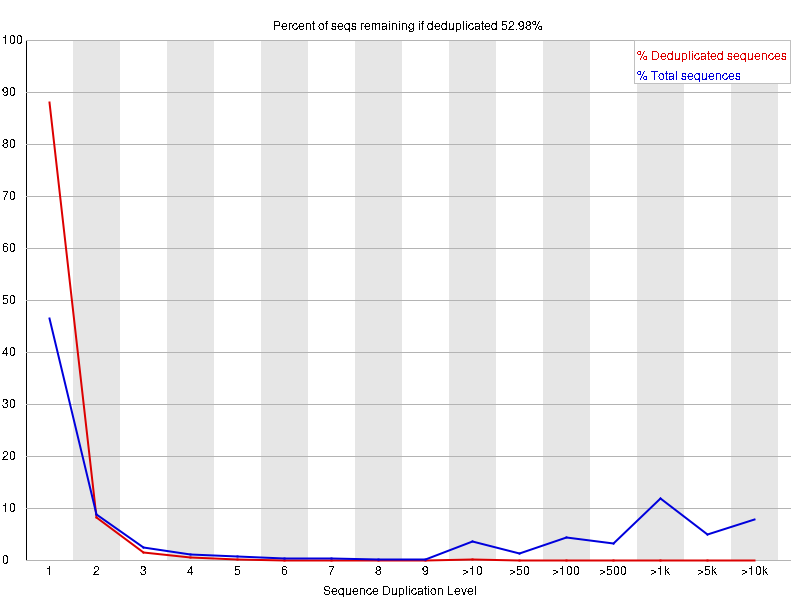 Percent of seqs remaining if deduplicated 52.98%
% Deduplicated sequences
% Total sequences
100
90
80
70
60
50
40
30
20
10
0
1 2 3 4 5 6 7 8 9 >10 >50 >100 >500 >1k >5k >10k
Sequence Duplication Level